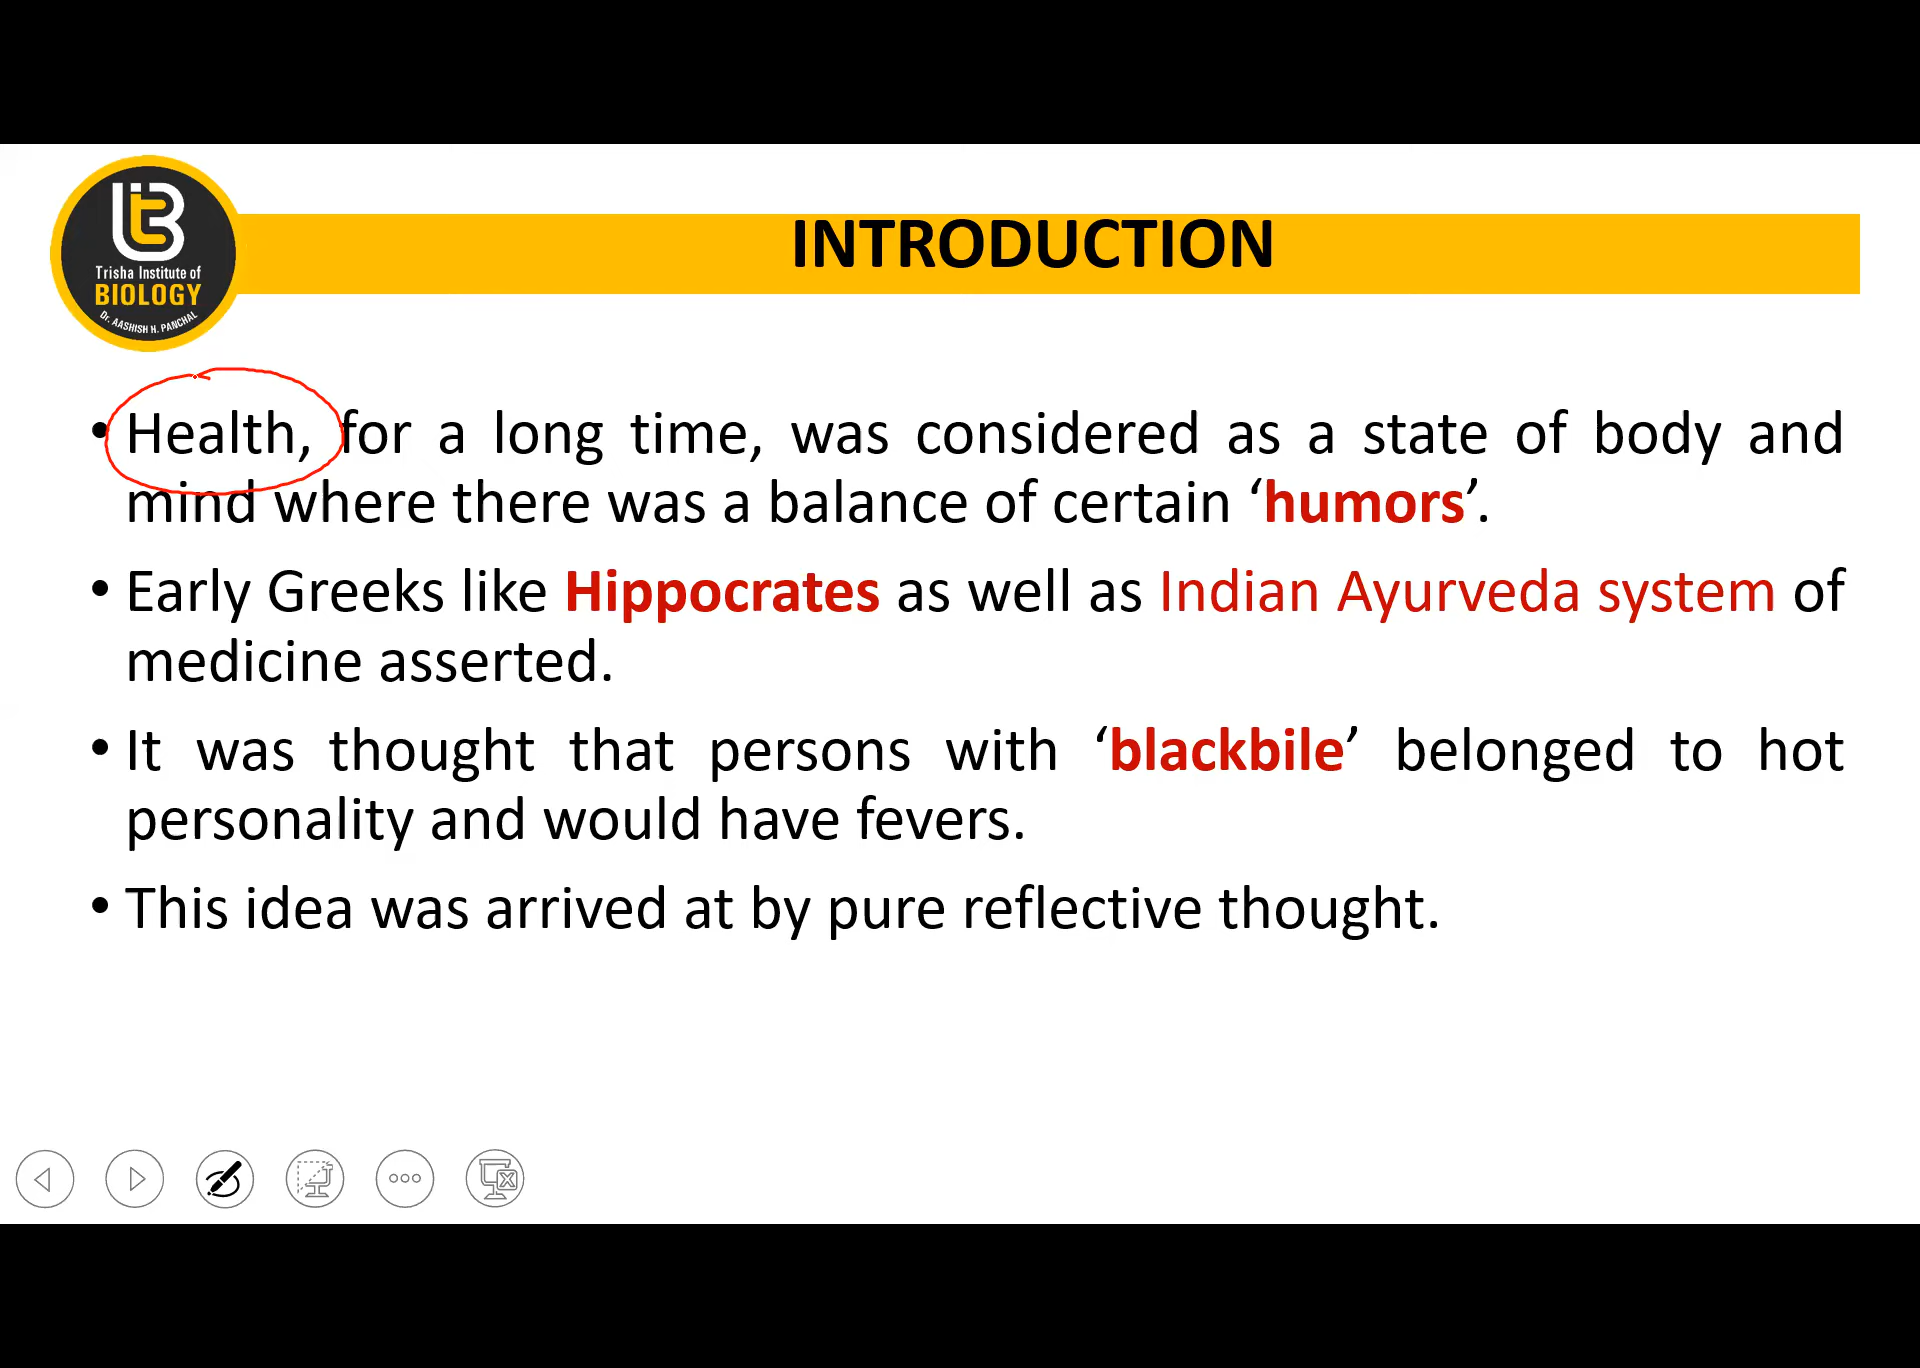 Trisha Institute of
BIOLOGY
Dr. AASHISH H. PANCHAL
INTRODUCTION
• Health, for a long time, was considered as a state of body and
mind where there was a balance of certain ‘humors’.
• Early Greeks like Hippocrates as well as Indian Ayurveda system of
medicine asserted.
• It was thought that persons with ‘blackbile’ belonged to hot
personality and would have fevers.
• This idea was arrived at by pure reflective thought.